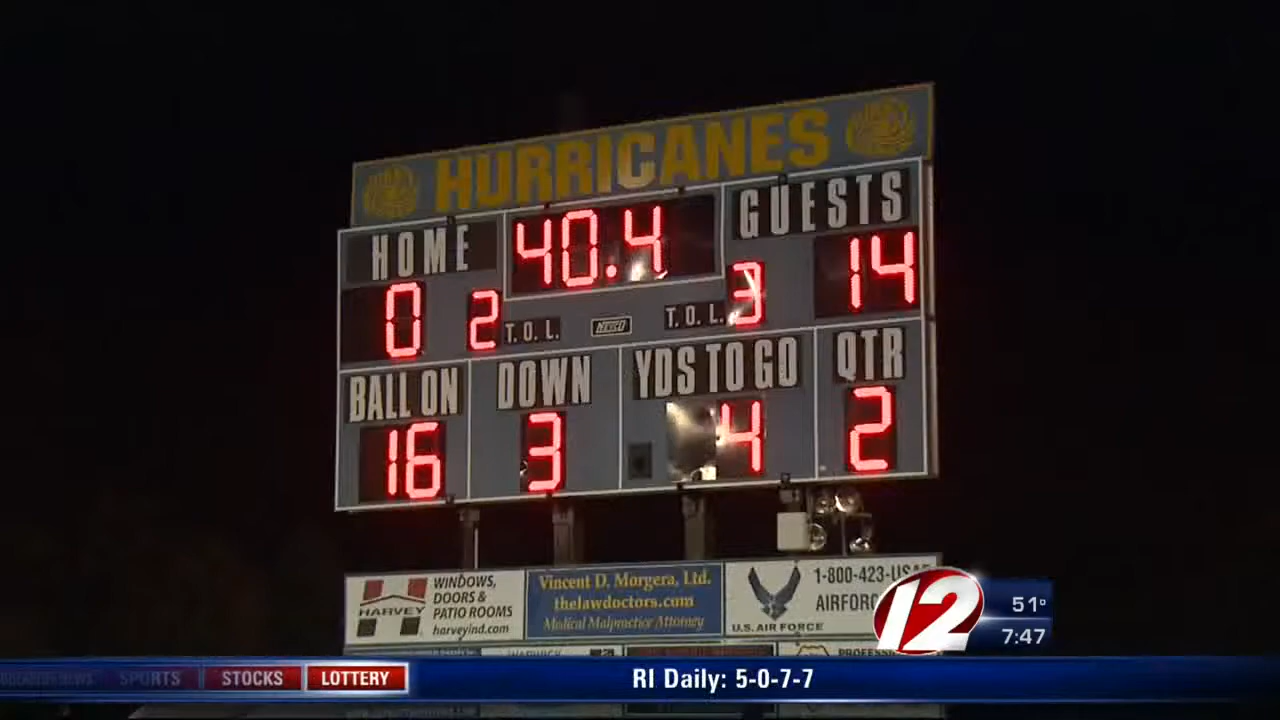 HURRICANES
HOME 40.4 GUESTS
0 2 T.O.L. T.O.L. 3 14
BALL ON DOWN YDS TO GO QTR
16 3 4 2
HARVEY
WINDOWS,
DOORS &
PATIO ROOMS
harveyind.com
Vincent D. Morgera, Ltd.
thelawdoctors.com
Medical Malpractice Attorney
U.S. AIR FORCE
1-800-423-USAF
12
51°
7:47
SPORTS STOCKS LOTTERY RI Daily: 5-0-7-7